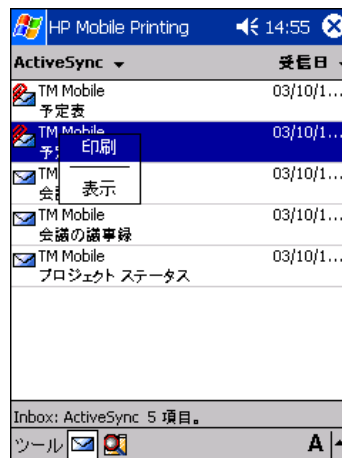 HP Mobile Printing 14:55
ActiveSync 受信日
TM Mobile 03/10/1...
予定表
TM Mobile 03/10/1...
予
印刷
TM 03/10/1...
表示
TM Mobile 03/10/1...
会議の議事録
TM Mobile 03/10/1...
プロジェクト ステータス
Inbox: ActiveSync 5 項目。
ツール A